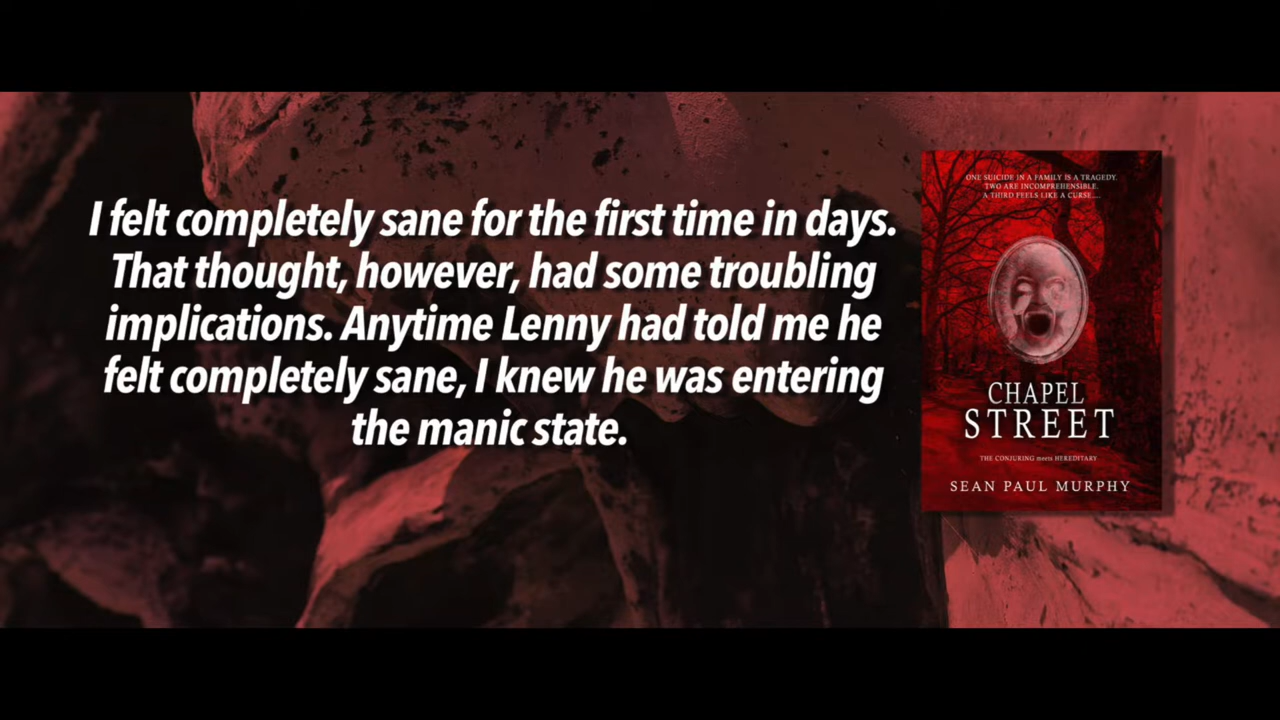 I felt completely sane for the first time in days.
That thought, however, had some troubling
implications. Anytime Lenny had told me he
felt completely sane, I knew he was entering
the manic state.
ONE SUICIDE IN A FAMILY IS A TRAGEDY.
TWO ARE INCOMPREHENSIBLE.
A THIRD FEELS LIKE A CURSE....
CHAPEL
STREET
THE CONJURING meets HEREDITARY
SEAN PAUL MURPHY